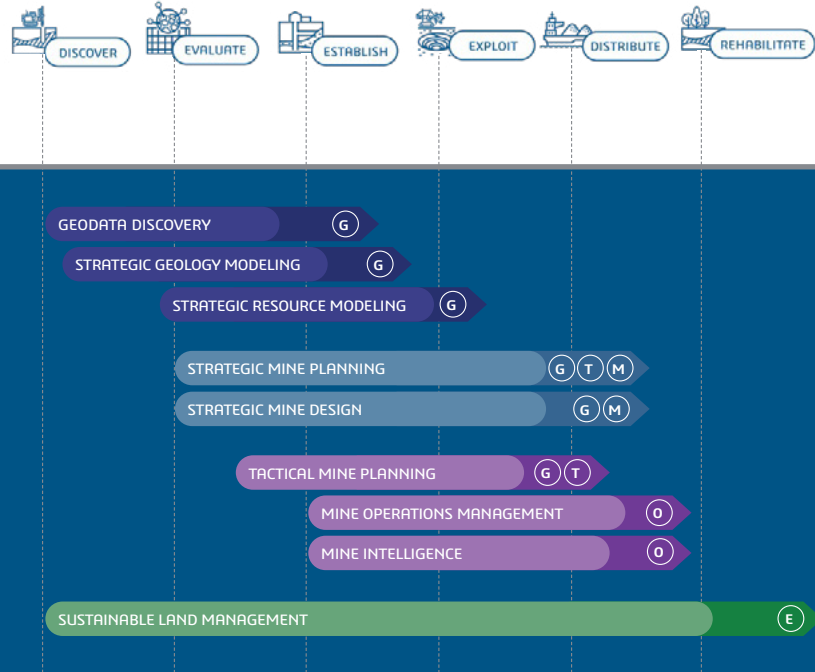 DISCOVER
EVALUATE
ESTABLISH
EXPLOIT
DISTRIBUTE
REHABILITATE
GEODATA DISCOVERY G
STRATEGIC GEOLOGY MODELING G
STRATEGIC RESOURCE MODELING G
STRATEGIC MINE PLANNING G T M
STRATEGIC MINE DESIGN G M
TACTICAL MINE PLANNING G T
MINE OPERATIONS MANAGEMENT O
MINE INTELLIGENCE O
SUSTAINABLE LAND MANAGEMENT E